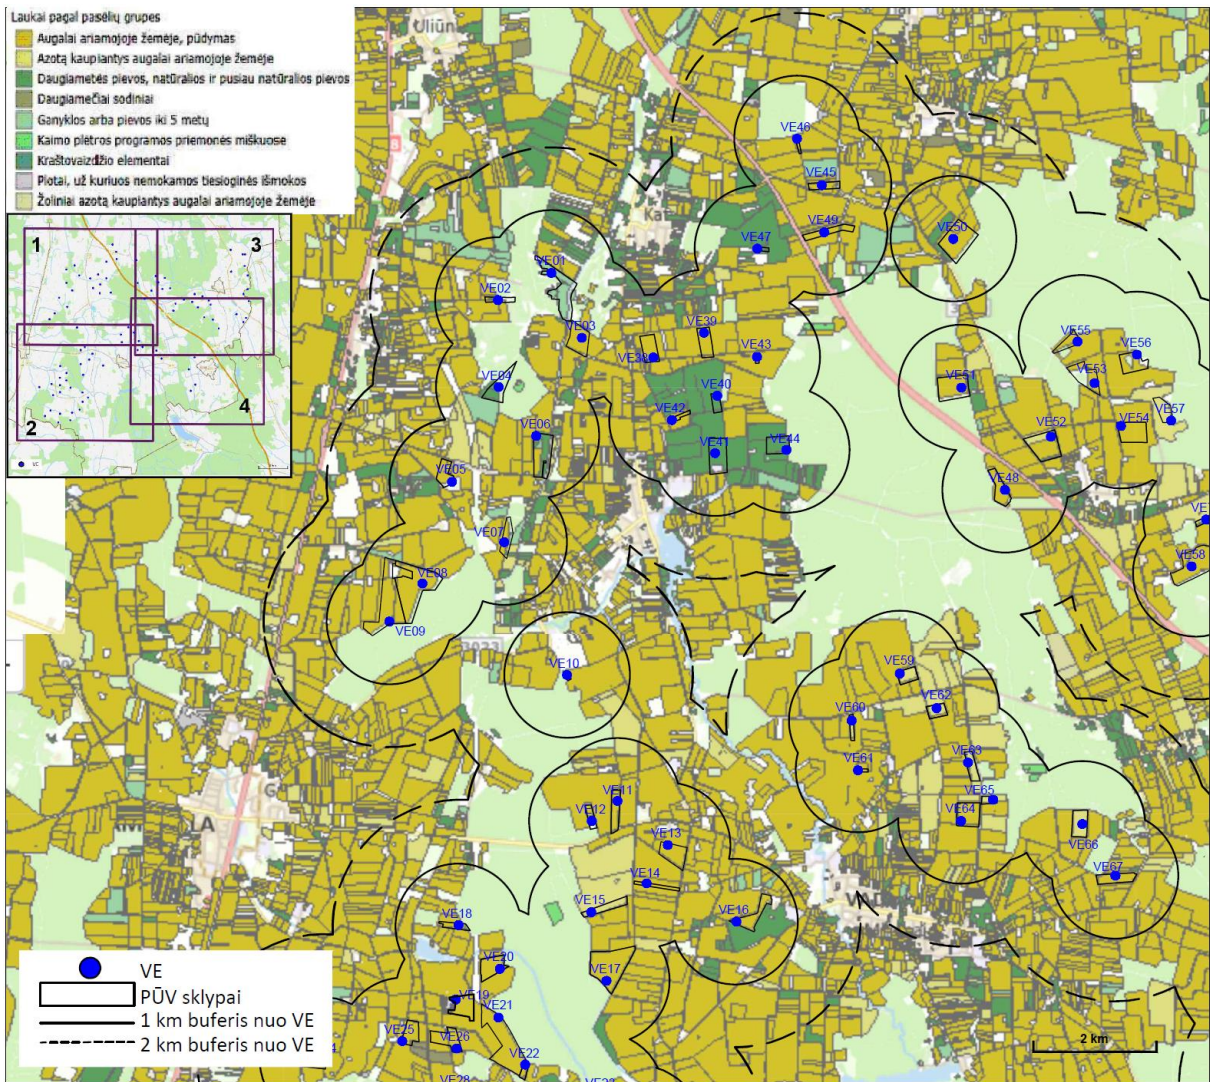 Laukai pagal pasėlių grupes
Augalai ariamojoje žemėje, pūdymas
Azotą kaupiantys augalai ariamojoje žemėje
Daugiametės pievos, natūralios ir pusiau natūralios pievos
Daugiamečiai sodiniai
Ganyklos arba pievos iki 5 metų
Kaimo plėtros programos priemonės miškuose
Kraštovaizdžio elementai
Plotai, už kuriuos nemokamos tiesioginės išmokos
Žoliniai azotą kaupiantys augalai ariamojoje žemėje
1
3
2
4
VE
Uliūn
8
Kat
VE46
VE45
VE49
VE47
VE50
VE01
VE02
VE03
VE39
VE38
VE43
VE04
VE40
VE42
VE41
VE44
VE06
VE05
VE07
VE08
VE09
VE55
VE56
VE53
VE51
VE52
VE54
VE57
VE48
VE58
3023
VE10
VE59
VE62
VE60
VE61
VE63
VE65
VE64
VE66
VE67
VE11
VE12
VE13
VE14
VE15
VE16
VE17
VE18
VE20
VE19
VE21
VE25
VE26
VE22
VE28
VE
PŪV sklypai
1 km buferis nuo VE
2 km buferis nuo VE
2 km